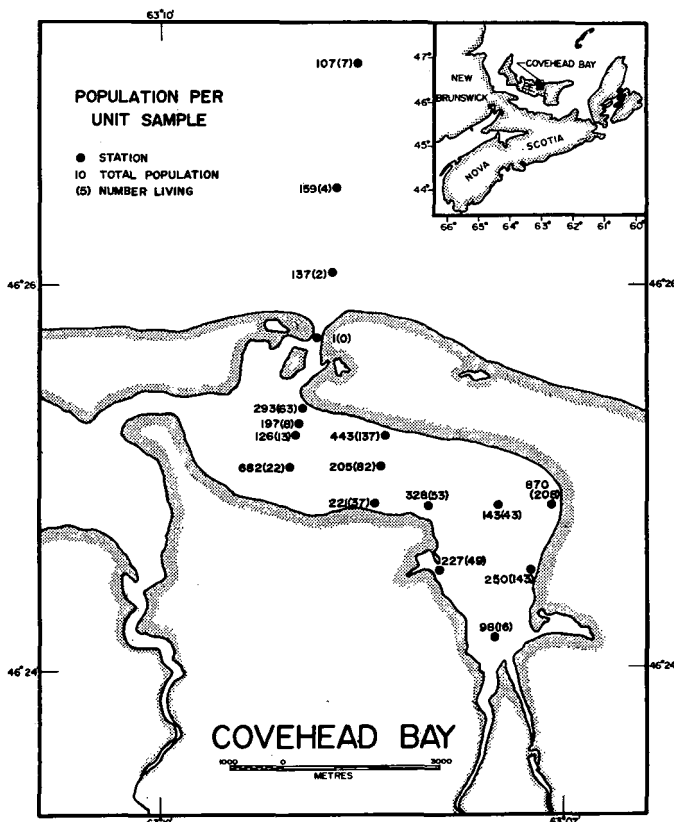 63°10'
107(7)
POPULATION PER
UNIT SAMPLE
● STATION
10 TOTAL POPULATION
(5) NUMBER LIVING
159(4)
137(2)
46°26
46°26
1(0)
293(63)
197(8)
126(13)
443(137)
682(22)
205(82)
870
(208)
221(37)
328(53)
143(43)
227(49)
250(143)
98(16)
46°24
46°24
COVEHEAD BAY
1000 0 3000
METRES
63°07'
47°
46°
45°
44°
COVEHEAD BAY
NEW
BRUNSWICK
NOVA SCOTIA
66° 65° 64° 63° 62° 61° 60°